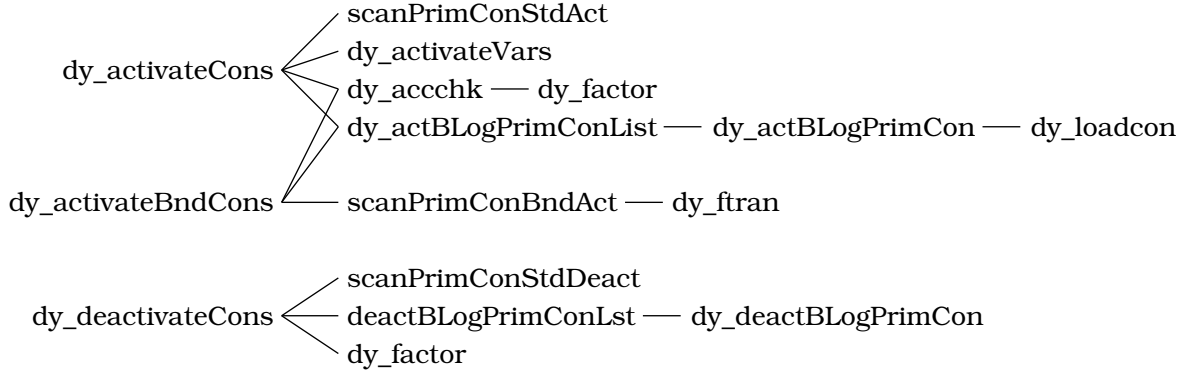 scanPrimConStdAct
dy_activateVars
dy_activateCons
dy_accchk dy_factor
dy_actBLogPrimConList dy_actBLogPrimCon dy_loadcon
dy_activateBndCons scanPrimConBndAct dy_ftran
scanPrimConStdDeact
dy_deactivateCons deactBLogPrimConLst dy_deactBLogPrimCon
dy_factor